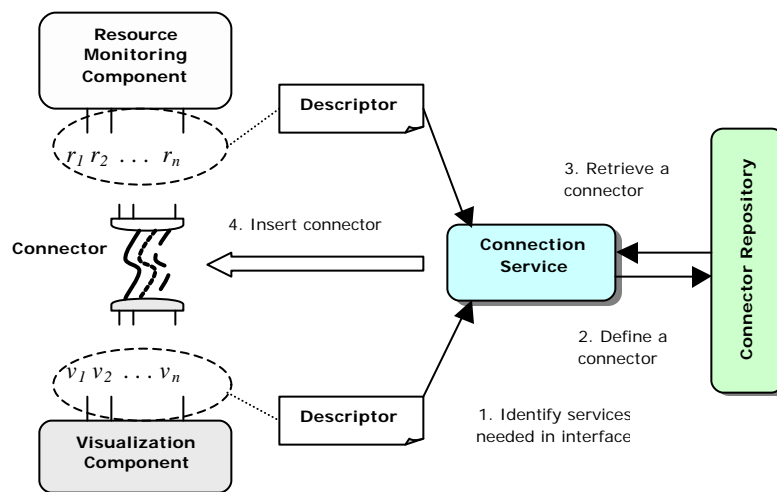 Resource
Monitoring
Component
Descriptor
r1 r2 . . . rn
3. Retrieve a
connector
4. Insert connector
Connector
Connection
Service
Connector Repository
2. Define a
connector
v1 v2 . . . vn
Descriptor
1. Identify services
needed in interface
Visualization
Component